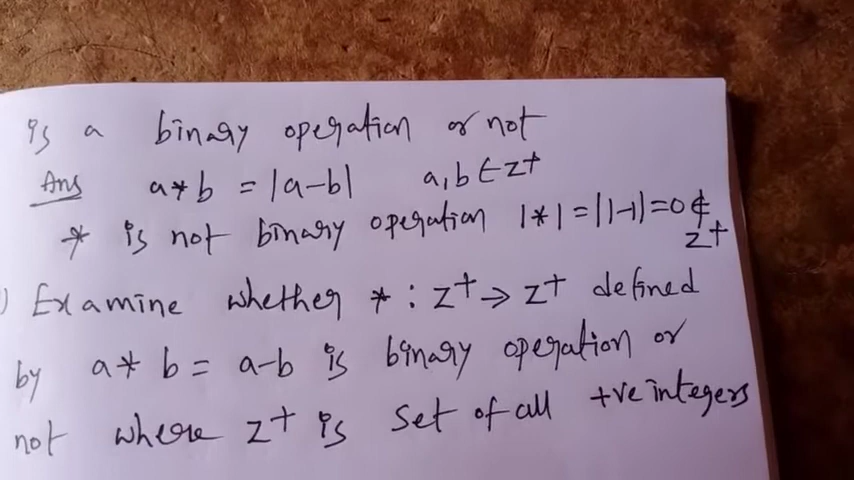 is a binary operation or not
Ans a*b = |a-b| a,b ∈ Z+
* is not binary operation 1*1 = |1-1| = 0 ∉ Z+
) Examine whether * : Z+ → Z+ defined
by a* b = a-b is binary operation or
not where Z+ is set of all +ve integers